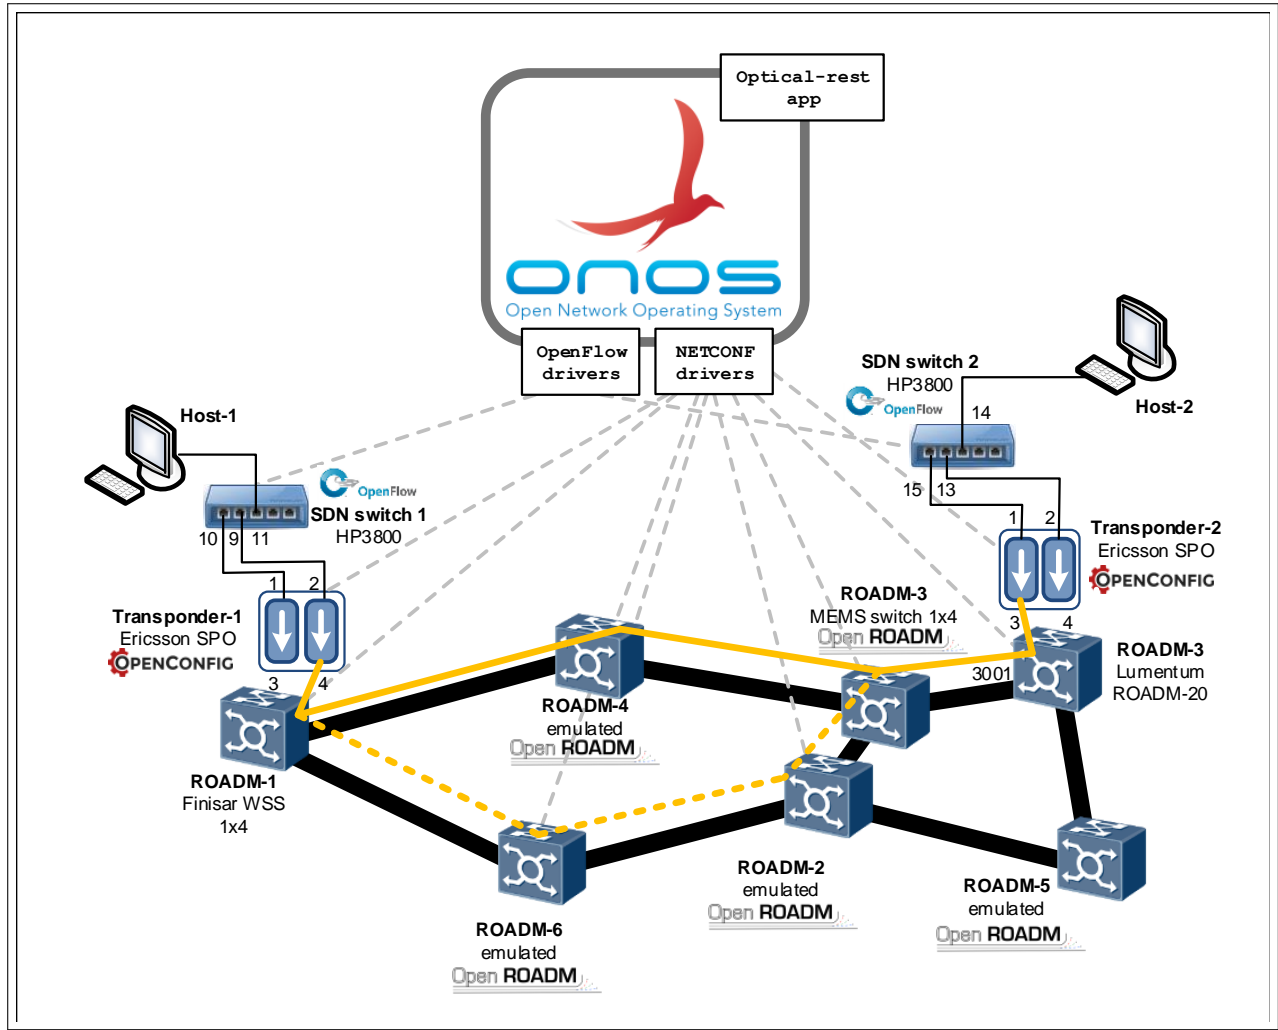 Optical-rest
app
ONOS
Open Network Operating System
OpenFlow
drivers
NETCONF
drivers
SDN switch 2
HP3800
OpenFlow
14
Host-2
15
13
1
2
Transponder-2
Ericsson SPO
OPENCONFIG
3
4
Host-1
OpenFlow
SDN switch 1
HP3800
10
9
11
1
2
Transponder-1
Ericsson SPO
OPENCONFIG
3
4
ROADM-3
MEMS switch 1x4
Open ROADM
3001
ROADM-3
Lumentum
ROADM-20
ROADM-4
emulated
Open ROADM
ROADM-1
Finisar WSS
1x4
ROADM-2
emulated
Open ROADM
ROADM-5
emulated
Open ROADM
ROADM-6
emulated
Open ROADM